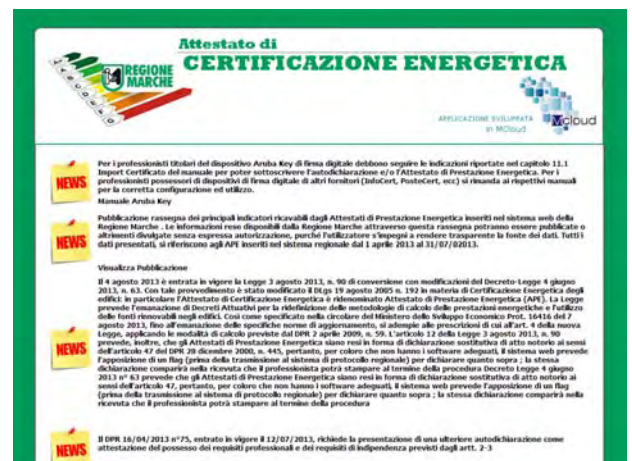 Attestato di
CERTIFICAZIONE ENERGETICA
REGIONE
MARCHE
APPLICAZIONE SVILUPPATA
in MCloud
Mcloud
NEWS
Per i professionisti titolari del dispositivo Aruba Key di firma digitale debbono seguire le indicazioni riportate nel capitolo 11.1
Import Certificato del manuale per poter sottoscrivere l'autodichiarazione e/o l'Attestato di Prestazione Energetica. Per i
professionisti possessori di dispositivi di firma digitale di altri fornitori (InfoCert, PosteCert, ecc) si rimanda ai rispettivi manuali
per la corretta configurazione ed utilizzo.
Manuale Aruba Key
NEWS
Pubblicazione rassegna dei principali indicatori ricavabili dagli Attestati di Prestazione Energetica inseriti nel sistema web della
Regione Marche . Le informazioni reso disponibili dalla Regione Marche attraverso questa rassegna potranno essere pubblicate o
altrimenti divulgate senza espressa autorizzazione, purché l'utilizzatore s'impegni a rendere trasparente la fonte dei dati. Tutti i
dati presentati, si riferiscono agli APE inseriti nel sistema regionale dal 1 aprile 2013 al 31/07/02013.
Visualizza Pubblicazione
NEWS
Il 4 agosto 2013 è entrata in vigore la Legge 3 agosto 2013, n. 90 di conversione con modificazioni del Decreto-Legge 4 giugno
2013, n. 63. Con tale provvedimento è stato modificato il DLgs 19 agosto 2005 n. 192 in materia di Certificazione Energetica degli
edifici: in particolare l'Attestato di Certificazione Energetica è ridenominato Attestato di Prestazione Energetica (APE). La Legge
prevede l'emanazione di Decreti Attuativi per la ridefinizione delle metodologie di calcolo delle prestazioni energetiche e l'utilizzo
delle fonti rinnovabili negli edifici. Così come specificato nella circolare del Ministero dello Sviluppo Economico Prot. 16416 del 7
agosto 2013, fino all'emanazione delle specifiche norme di aggiornamento, si adempie alle prescrizioni di cui all'art. 4 della nuova
Legge, applicando le modalità di calcolo previste dal DPR 2 aprile 2009, n. 59. L'articolo 12 della Legge 3 agosto 2013, n. 90
prevede, inoltre, che gli Attestati di Prestazione Energetica siano resi in forma di dichiarazione sostitutiva di atto notorio ai sensi
dell'articolo 47 del DPR 28 dicembre 2000, n. 445, pertanto, per coloro che non hanno i software adeguati, il sistema web prevede
l'apposizione di un flag (prima della trasmissione al sistema di protocollo regionale) per dichiarare quanto sopra ; la stessa
dichiarazione comparirà nella ricevuta che il professionista potrà stampare al termine della procedura Decreto Legge 4 giugno
2013 n° 63 prevede che gli Attestati di Prestazione Energetica siano resi in forma di dichiarazione sostitutiva di atto notorio ai
sensi dell'articolo 47, pertanto, per coloro che non hanno i software adeguati, il sistema web prevede l'apposizione di un flag
(prima della trasmissione al sistema di protocollo regionale) per dichiarare quanto sopra ; la stessa dichiarazione comparirà nella
ricevuta che il professionista potrà stampare al termine della procedura
NEWS
Il DPR 16/04/2013 n°75, entrato in vigore il 12/07/2013, richiede la presentazione di una ulteriore autodichiarazione come
attestazione del possesso dei requisiti professionali e dei requisiti di indipendenza previsti dagli artt. 2-3